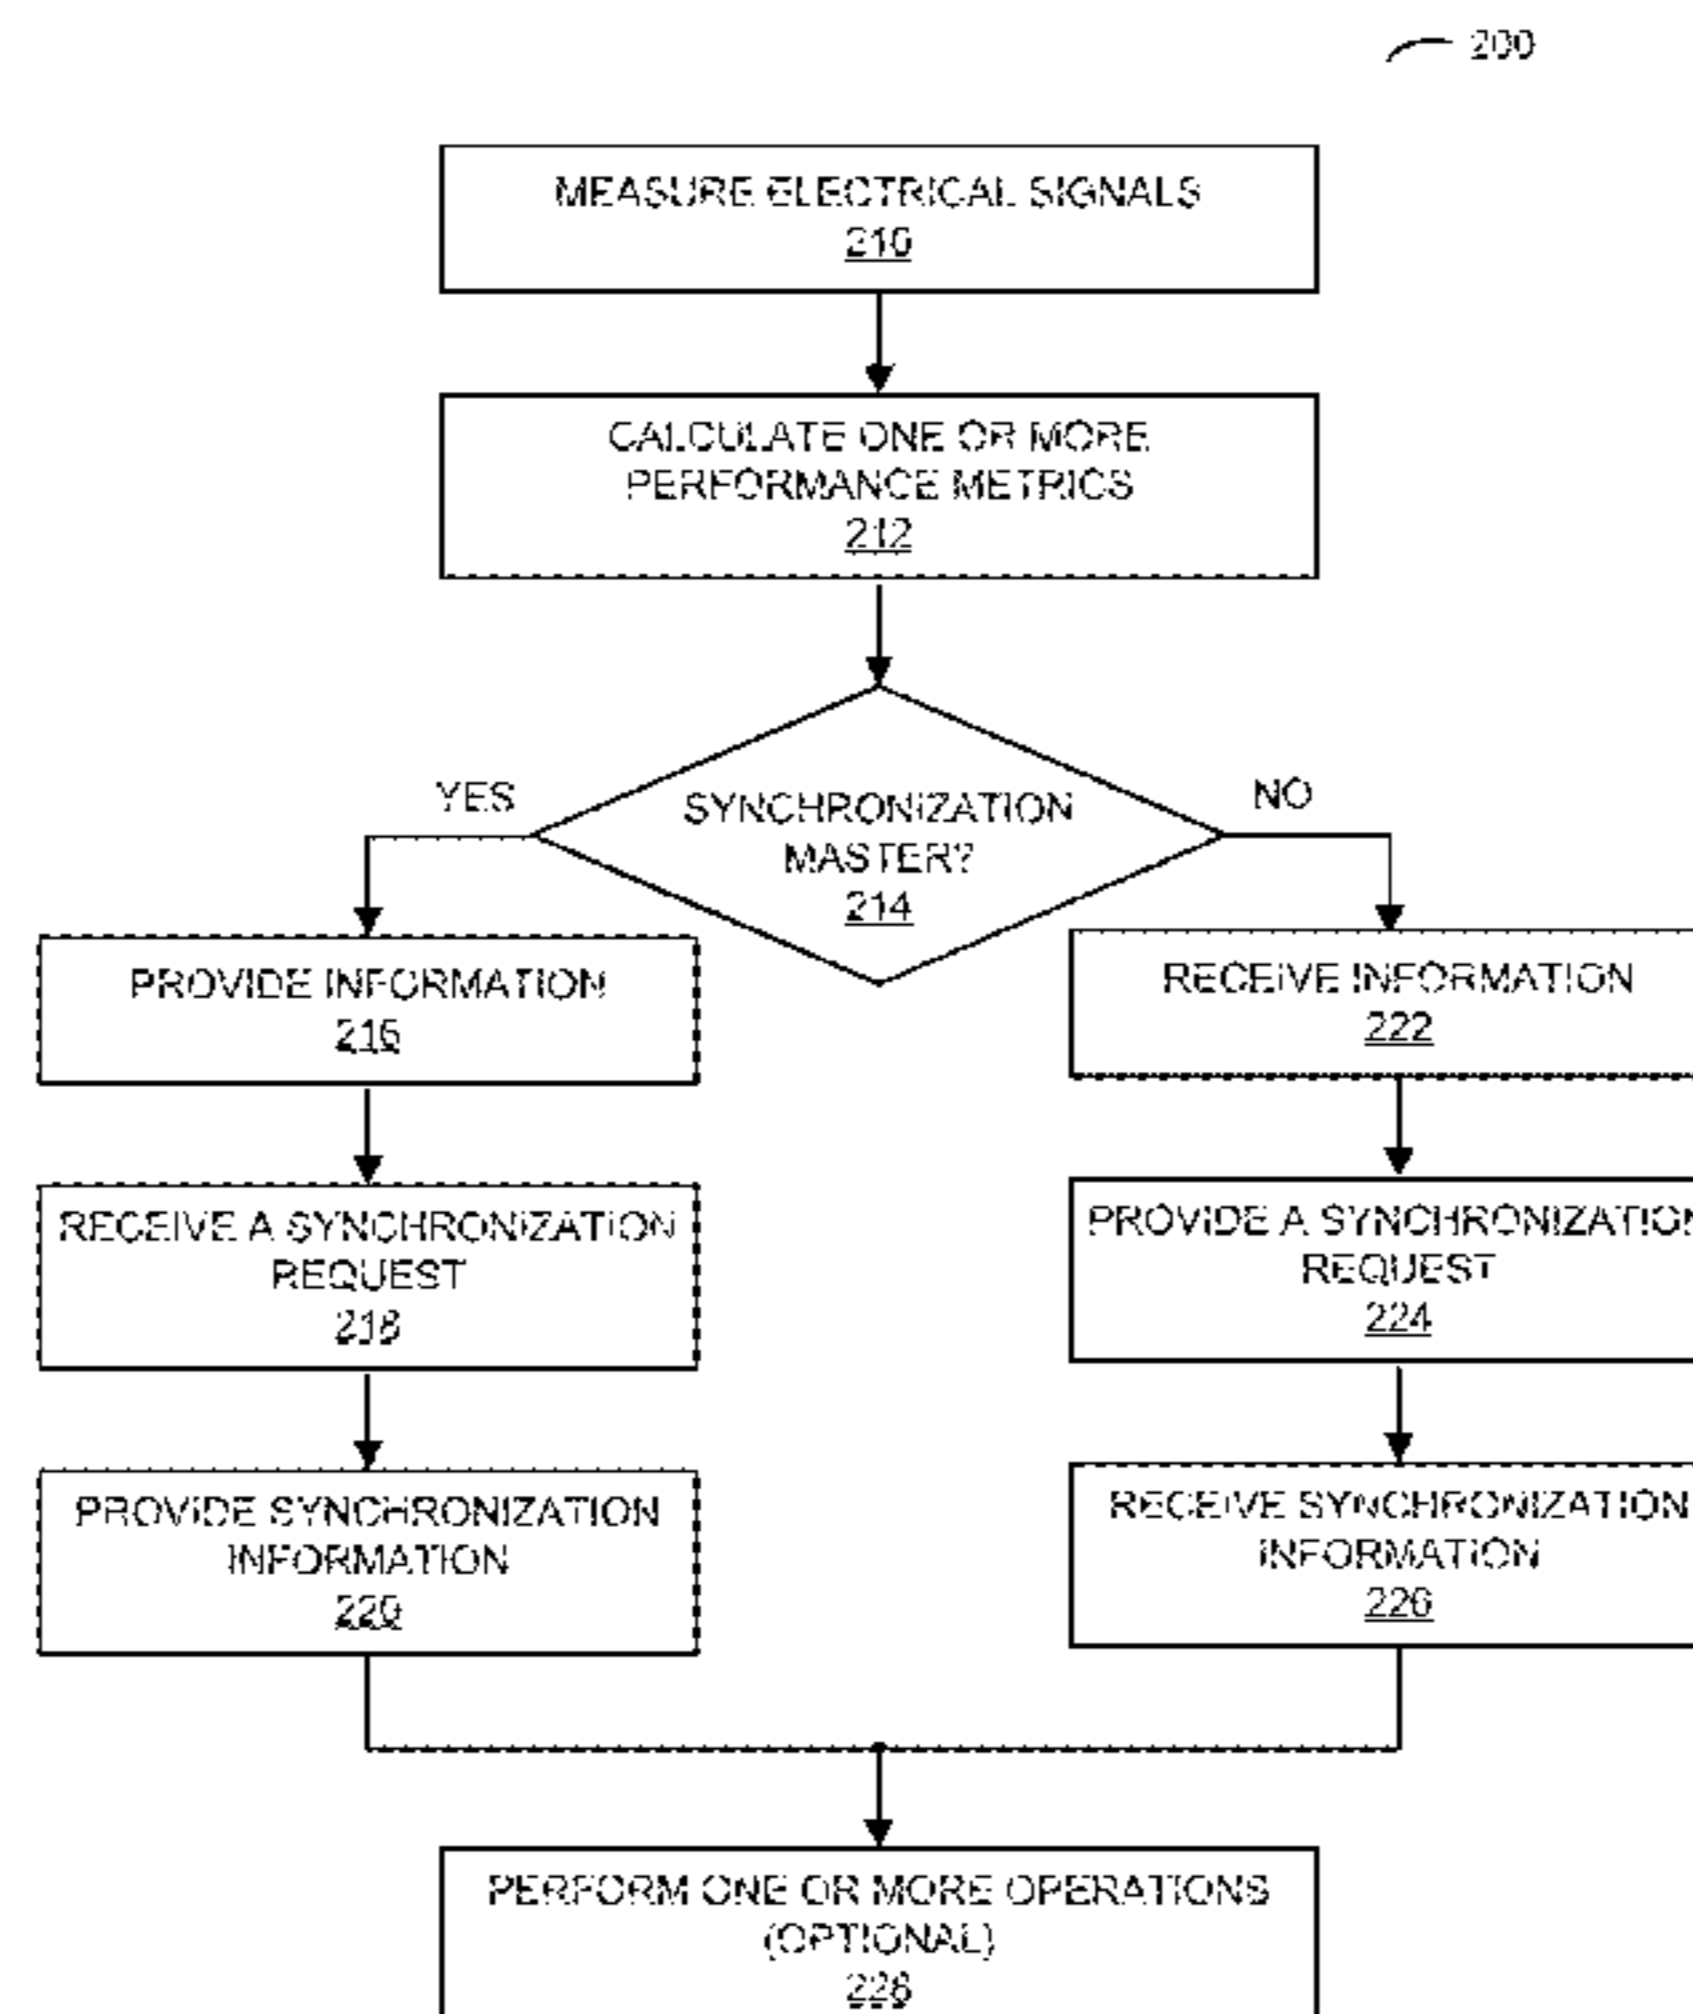 200
MEASURE ELECTRICAL SIGNALS
210
CALCULATE ONE OR MORE
PERFORMANCE METRICS
212
SYNCHRONIZATION
MASTER?
214
YES
NO
PROVIDE INFORMATION
216
RECEIVE A SYNCHRONIZATION
REQUEST
218
PROVIDE SYNCHRONIZATION
INFORMATION
220
RECEIVE INFORMATION
222
PROVIDE A SYNCHRONIZATION
REQUEST
224
RECEIVE SYNCHRONIZATION
INFORMATION
226
PERFORM ONE OR MORE OPERATIONS
(OPTIONAL)
228